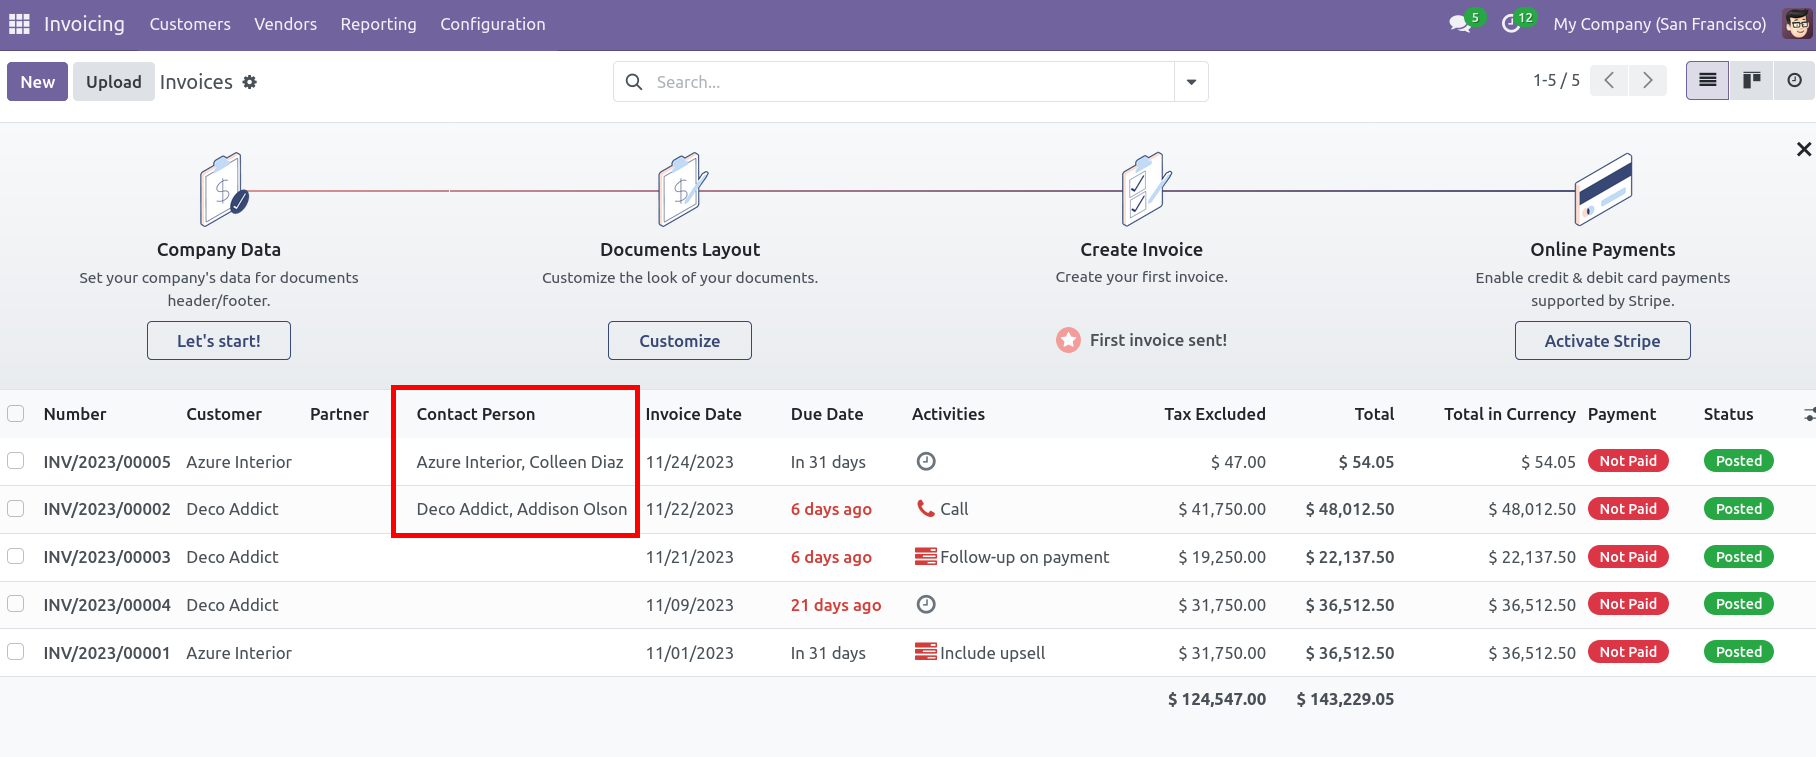 Invoicing Customers Vendors Reporting Configuration 5 12 My Company (San Francisco)
New Upload Invoices Search... 1-5 / 5
$ $
Company Data Documents Layout Create Invoice Online Payments
Set your company's data for documents Customize the look of your documents. Create your first invoice. Enable credit & debit card payments
header/footer. supported by Stripe.
Let's start! Customize First invoice sent! Activate Stripe
Number Customer Partner Contact Person Invoice Date Due Date Activities Tax Excluded Total Total in Currency Payment Status
INV/2023/00005 Azure Interior Azure Interior, Colleen Diaz 11/24/2023 In 31 days $ 47.00 $ 54.05 $ 54.05 Not Paid Posted
INV/2023/00002 Deco Addict Deco Addict, Addison Olson 11/22/2023 6 days ago Call $ 41,750.00 $ 48,012.50 $ 48,012.50 Not Paid Posted
INV/2023/00003 Deco Addict 11/21/2023 6 days ago Follow-up on payment $ 19,250.00 $ 22,137.50 $ 22,137.50 Not Paid Posted
INV/2023/00004 Deco Addict 11/09/2023 21 days ago $ 31,750.00 $ 36,512.50 $ 36,512.50 Not Paid Posted
INV/2023/00001 Azure Interior 11/01/2023 In 31 days Include upsell $ 31,750.00 $ 36,512.50 $ 36,512.50 Not Paid Posted
$ 124,547.00 $ 143,229.05